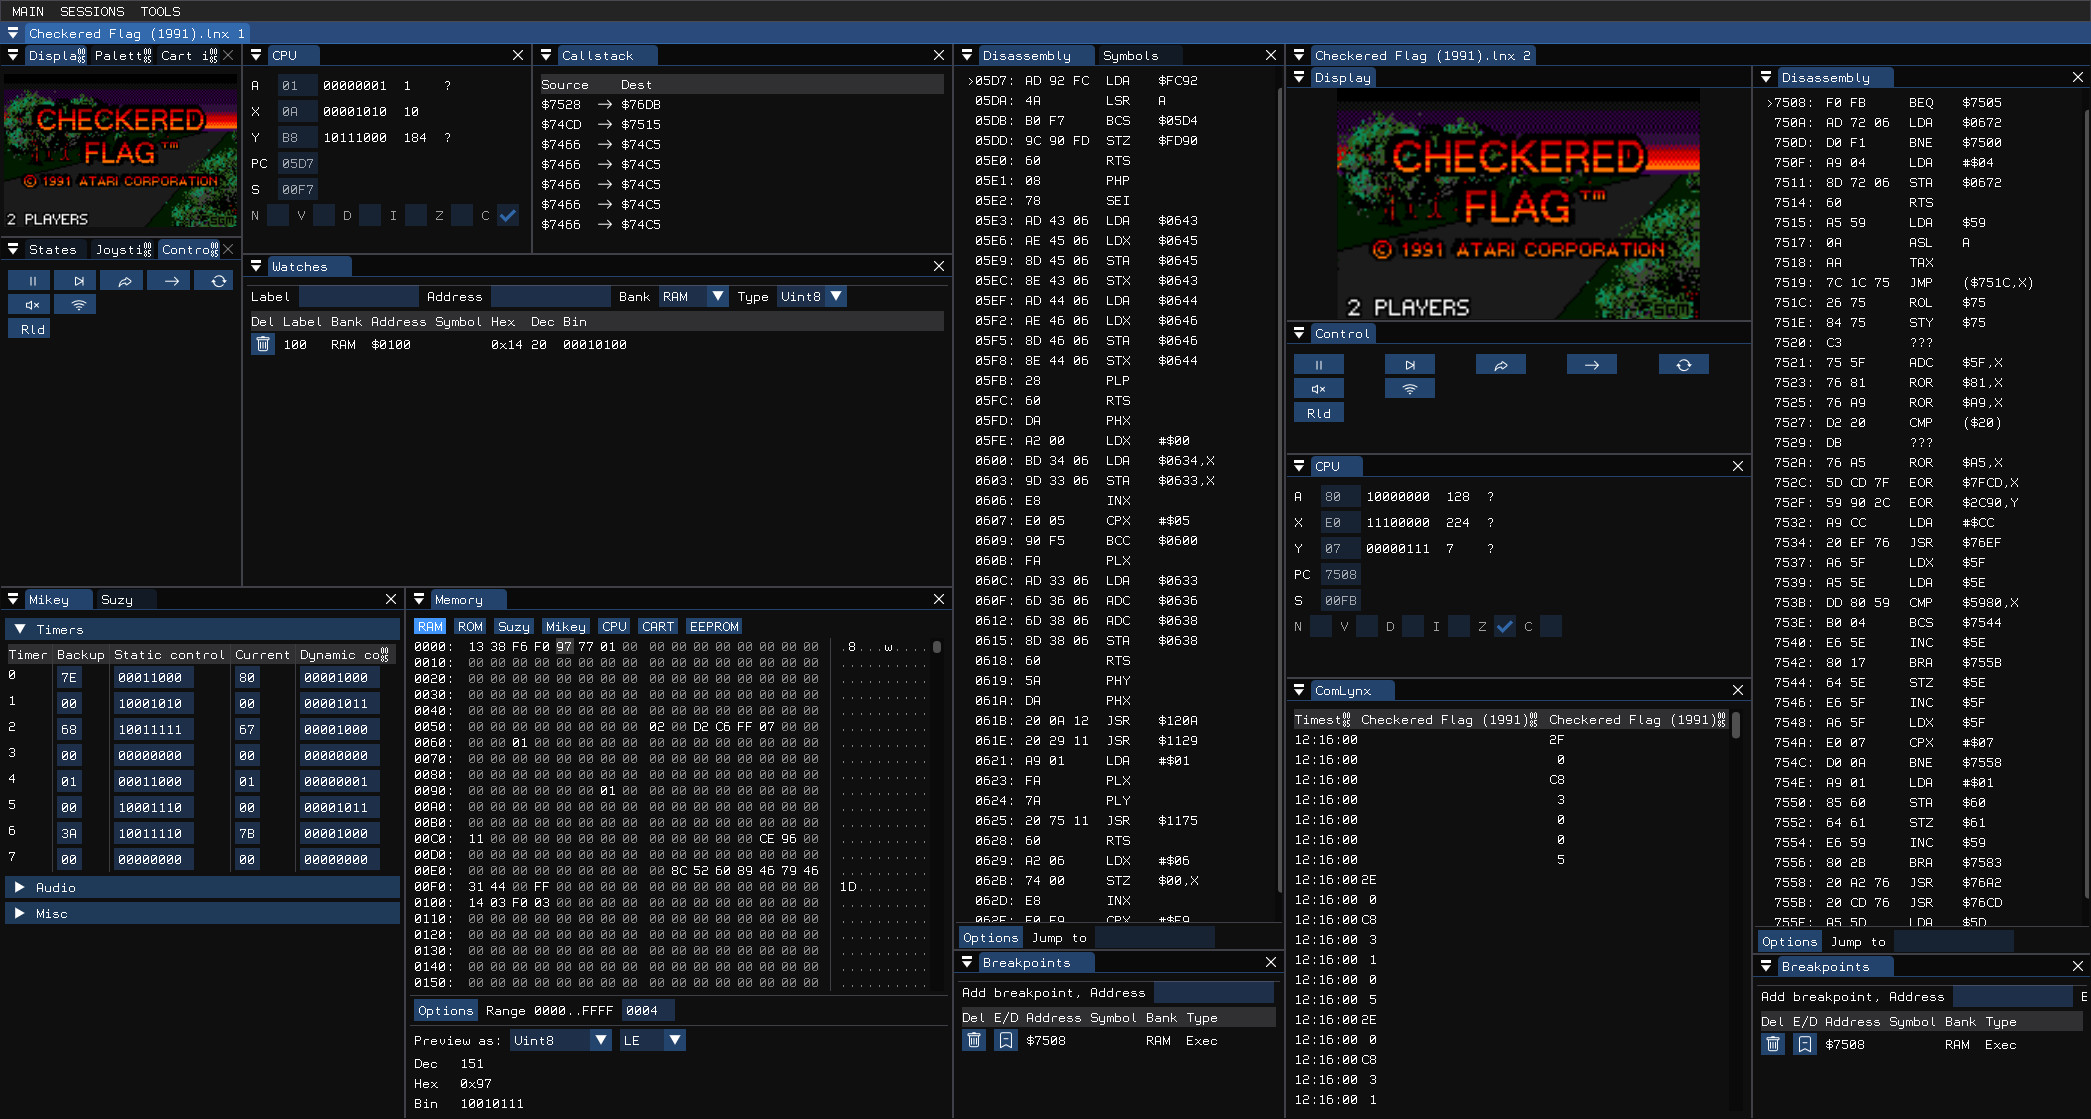 MAIN SESSIONS TOOLS
Checkered Flag (1991).lnx 1
Displa Palett Cart i
CHECKERED
FLAG™
© 1991 ATARI CORPORATION
2 PLAYERS
States Joysti Contro
Rld
CPU
A 01 00000001 1 ?
X 0A 00001010 10
Y B8 10111000 184 ?
PC 05D7
S 00F7
N V D I Z C
Callstack
Source Dest
$7528 → $76DB
$74CD → $7515
$7466 → $74C5
$7466 → $74C5
$7466 → $74C5
$7466 → $74C5
$7466 → $74C5
Watches
Label Address Bank RAM Type Uint8
Del Label Bank Address Symbol Hex Dec Bin
100 RAM $0100 0x14 20 00010100
Mikey Suzy
Timers
Timer Backup Static control Current Dynamic co
0 7E 00011000 80 00001000
1 00 10001010 00 00001011
2 68 10011111 67 00001000
3 00 00000000 00 00000000
4 01 00011000 01 00000001
5 00 10001110 00 00001011
6 3A 10011110 7B 00001000
7 00 00000000 00 00000000
Audio
Misc
Memory
RAM ROM Suzy Mikey CPU CART EEPROM
0000: 13 38 F6 F0 97 77 01 00 00 00 00 00 00 00 00 00 .8...w....
0010: 00 00 00 00 00 00 00 00 00 00 00 00 00 00 00 00 ..........
0020: 00 00 00 00 00 00 00 00 00 00 00 00 00 00 00 00 ..........
0030: 00 00 00 00 00 00 00 00 00 00 00 00 00 00 00 00 ..........
0040: 00 00 00 00 00 00 00 00 00 00 00 00 00 00 00 00 ..........
0050: 00 00 00 00 00 00 00 00 02 00 D2 C6 FF 07 00 00 ..........
0060: 00 00 01 00 00 00 00 00 00 00 00 00 00 00 00 00 ..........
0070: 00 00 00 00 00 00 00 00 00 00 00 00 00 00 00 00 ..........
0080: 00 00 00 00 00 00 00 00 00 00 00 00 00 00 00 00 ..........
0090: 00 00 00 00 00 00 01 00 00 00 00 00 00 00 00 00 ..........
00A0: 00 00 00 00 00 00 00 00 00 00 00 00 00 00 00 00 ..........
00B0: 00 00 00 00 00 00 00 00 00 00 00 00 00 00 00 00 ..........
00C0: 11 00 00 00 00 00 00 00 00 00 00 00 00 CE 96 00 ..........
00D0: 00 00 00 00 00 00 00 00 00 00 00 00 00 00 00 00 ..........
00E0: 00 00 00 00 00 00 00 00 00 8C 52 60 89 46 79 46 ..........
00F0: 31 44 00 FF 00 00 00 00 00 00 00 00 00 00 00 00 1D........
0100: 14 03 F0 03 00 00 00 00 00 00 00 00 00 00 00 00 ..........
0110: 00 00 00 00 00 00 00 00 00 00 00 00 00 00 00 00 ..........
0120: 00 00 00 00 00 00 00 00 00 00 00 00 00 00 00 00 ..........
0130: 00 00 00 00 00 00 00 00 00 00 00 00 00 00 00 00 ..........
0140: 00 00 00 00 00 00 00 00 00 00 00 00 00 00 00 00 ..........
0150: 00 00 00 00 00 00 00 00 00 00 00 00 00 00 00 00 ..........
Options Range 0000..FFFF 0004
Preview as: Uint8 LE
Dec 151
Hex 0x97
Bin 10010111
Disassembly Symbols
>05D7: AD 92 FC LDA $FC92
05DA: 4A LSR A
05DB: B0 F7 BCS $05D4
05DD: 9C 90 FD STZ $FD90
05E0: 60 RTS
05E1: 08 PHP
05E2: 78 SEI
05E3: AD 43 06 LDA $0643
05E6: AE 45 06 LDX $0645
05E9: 8D 45 06 STA $0645
05EC: 8E 43 06 STX $0643
05EF: AD 44 06 LDA $0644
05F2: AE 46 06 LDX $0646
05F5: 8D 46 06 STA $0646
05F8: 8E 44 06 STX $0644
05FB: 28 PLP
05FC: 60 RTS
05FD: DA PHX
05FE: A2 00 LDX #$00
0600: BD 34 06 LDA $0634,X
0603: 9D 33 06 STA $0633,X
0606: E8 INX
0607: E0 05 CPX #$05
0609: 90 F5 BCC $0600
060B: FA PLX
060C: AD 33 06 LDA $0633
060F: 6D 36 06 ADC $0636
0612: 6D 38 06 ADC $0638
0615: 8D 38 06 STA $0638
0618: 60 RTS
0619: 5A PHY
061A: DA PHX
061B: 20 0A 12 JSR $120A
061E: 20 29 11 JSR $1129
0621: A9 01 LDA #$01
0623: FA PLX
0624: 7A PLY
0625: 20 75 11 JSR $1175
0628: 60 RTS
0629: A2 06 LDX #$06
062B: 74 00 STZ $00,X
062D: E8 INX
062E: E0 E9 CPX #$E9
Options Jump to
Breakpoints
Add breakpoint, Address
Del E/D Address Symbol Bank Type
$7508 RAM Exec
Checkered Flag (1991).lnx 2
Display
CHECKERED
FLAG™
© 1991 ATARI CORPORATION
2 PLAYERS
Control
Rld
CPU
A 80 10000000 128 ?
X E0 11100000 224 ?
Y 07 00000111 7 ?
PC 7508
S 00FB
N V D I Z C
ComLynx
Timest Checkered Flag (1991) Checkered Flag (1991)
12:16:00 2F
12:16:00 0
12:16:00 C8
12:16:00 3
12:16:00 0
12:16:00 0
12:16:00 5
12:16:00 2E
12:16:00 0
12:16:00 C8
12:16:00 3
12:16:00 1
12:16:00 0
12:16:00 5
12:16:00 2E
12:16:00 0
12:16:00 C8
12:16:00 3
12:16:00 1
Disassembly
>7508: F0 FB BEQ $7505
750A: AD 72 06 LDA $0672
750D: D0 F1 BNE $7500
750F: A9 04 LDA #$04
7511: 8D 72 06 STA $0672
7514: 60 RTS
7515: A5 59 LDA $59
7517: 0A ASL A
7518: AA TAX
7519: 7C 1C 75 JMP ($751C,X)
751C: 26 75 ROL $75
751E: 84 75 STY $75
7520: C3 ???
7521: 75 5F ADC $5F,X
7523: 76 81 ROR $81,X
7525: 76 A9 ROR $A9,X
7527: D2 20 CMP ($20)
7529: DB ???
752A: 76 A5 ROR $A5,X
752C: 5D CD 7F EOR $7FCD,X
752F: 59 90 2C EOR $2C90,Y
7532: A9 CC LDA #$CC
7534: 20 EF 76 JSR $76EF
7537: A6 5F LDX $5F
7539: A5 5E LDA $5E
753B: DD 80 59 CMP $5980,X
753E: B0 04 BCS $7544
7540: E6 5E INC $5E
7542: 80 17 BRA $755B
7544: 64 5E STZ $5E
7546: E6 5F INC $5F
7548: A6 5F LDX $5F
754A: E0 07 CPX #$07
754C: D0 0A BNE $7558
754E: A9 01 LDA #$01
7550: 85 60 STA $60
7552: 64 61 STZ $61
7554: E6 59 INC $59
7556: 80 2B BRA $7583
7558: 20 A2 76 JSR $76A2
755B: 20 CD 76 JSR $76CD
755E: A5 5D LDA $5D
Options Jump to
Breakpoints
Add breakpoint, Address E
Del E/D Address Symbol Bank Type
$7508 RAM Exec